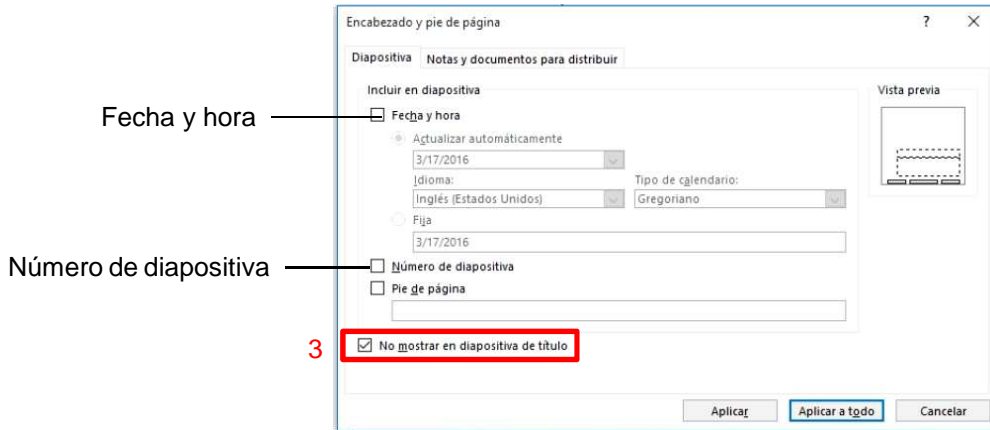 Encabezado y pie de página ? ×
Diapositiva Notas y documentos para distribuir
Incluir en diapositiva Vista previa
Fecha y hora Fecha y hora
Actualizar automáticamente
3/17/2016
Idioma: Tipo de calendario:
Inglés (Estados Unidos) Gregoriano
Fija
3/17/2016
Número de diapositiva Número de diapositiva
Pie de página
3 No mostrar en diapositiva de título
Aplicar Aplicar a todo Cancelar